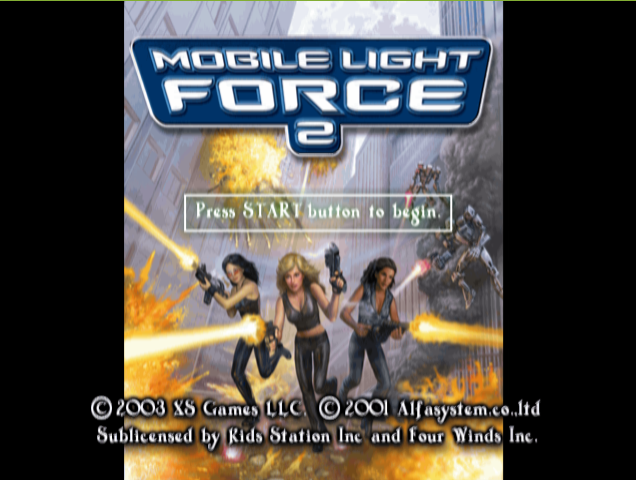 MOBILE LIGHT
FORCE
2
Press START button to begin.
© 2003 XS Games LLC. © 2001 Alfasystem.co.,ltd
Sublicensed by Kids Station Inc and Four Winds Inc.